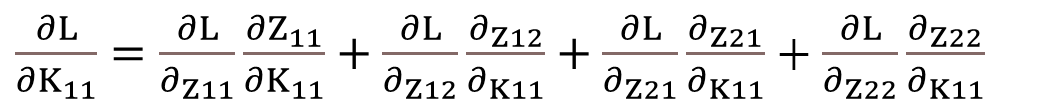 ∂L/∂K₁₁ = ∂L/∂Z₁₁ ∂Z₁₁/∂K₁₁ + ∂L/∂Z₁₂ ∂Z₁₂/∂K₁₁ + ∂L/∂Z₂₁ ∂Z₂₁/∂K₁₁ + ∂L/∂Z₂₂ ∂Z₂₂/∂K₁₁